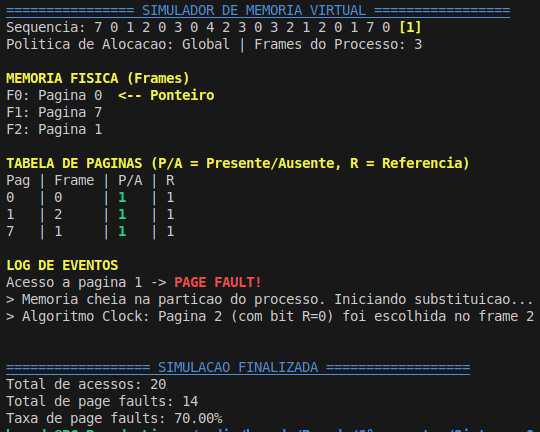 ================ SIMULADOR DE MEMORIA VIRTUAL =================
Sequencia: 7 0 1 2 0 3 0 4 2 3 0 3 2 1 2 0 1 7 0 [1]
Politica de Alocacao: Global | Frames do Processo: 3
MEMORIA FISICA (Frames)
F0: Pagina 0  <-- Ponteiro
F1: Pagina 7
F2: Pagina 1
TABELA DE PAGINAS (P/A = Presente/Ausente, R = Referencia)
Pag | Frame | P/A | R
0   | 0     | 1   | 1
1   | 2     | 1   | 1
7   | 1     | 1   | 1
LOG DE EVENTOS
Acesso a pagina 1 -> PAGE FAULT!
> Memoria cheia na particao do processo. Iniciando substituicao...
> Algoritmo Clock: Pagina 2 (com bit R=0) foi escolhida no frame 2
================== SIMULACAO FINALIZADA ==================
Total de acessos: 20
Total de page faults: 14
Taxa de page faults: 70.00%